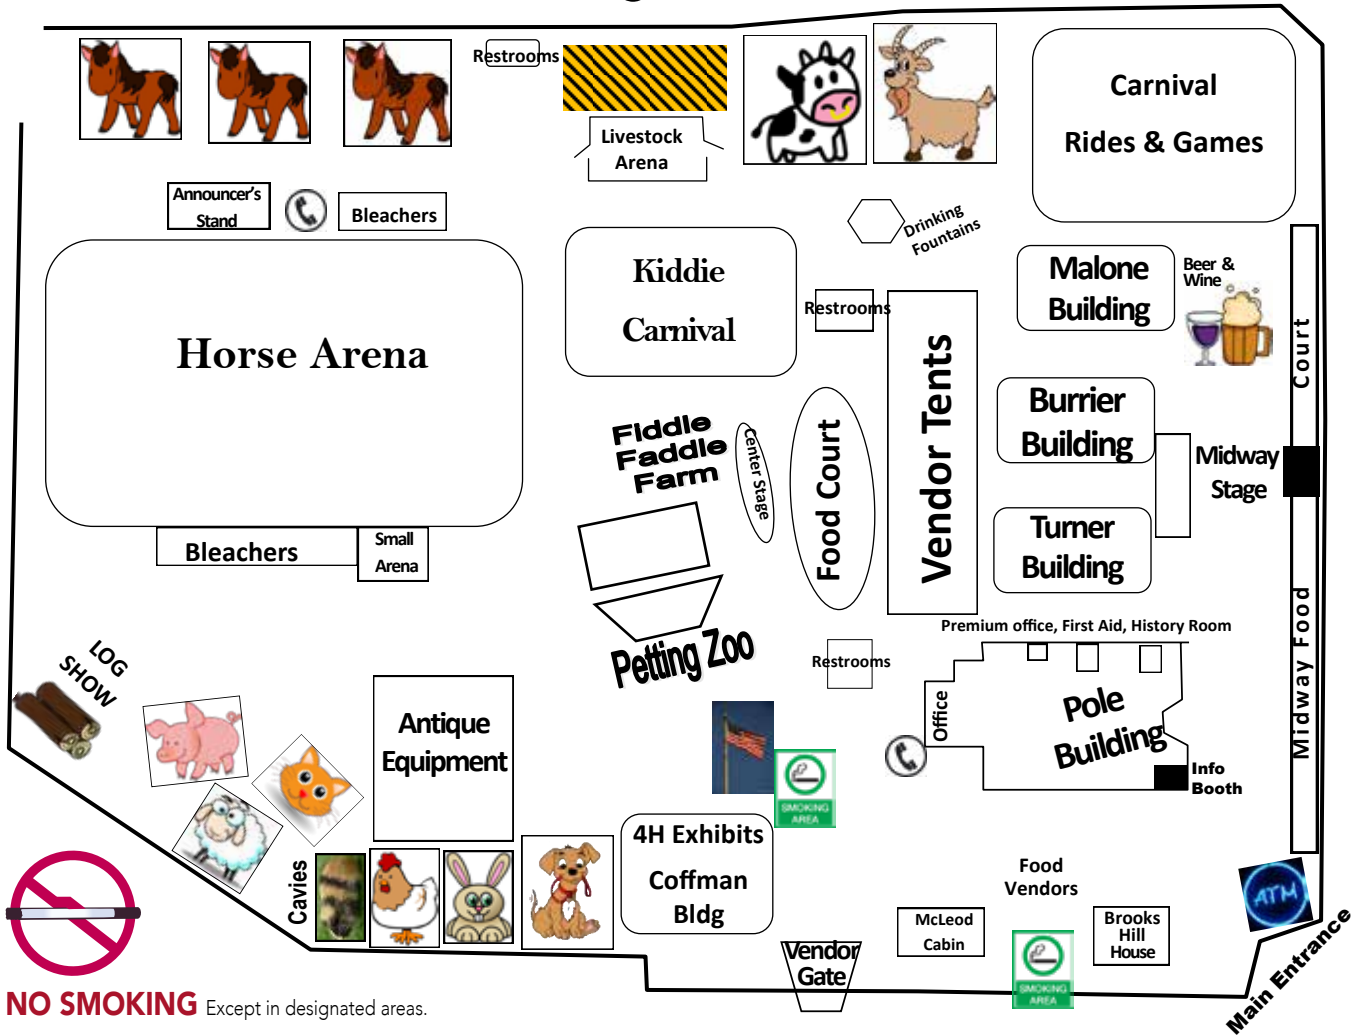 Restrooms
Livestock
Arena
Carnival
Rides & Games
Announcer's
Stand
Bleachers
Drinking
Fountains
Horse Arena
Kiddie
Carnival
Restrooms
Malone
Building
Beer &
Wine
Court
Vendor Tents
Burrier
Building
Fiddle
Faddle
Farm
Center Stage
Food Court
Midway
Stage
Turner
Building
Bleachers
Small
Arena
Premium office, First Aid, History Room
Petting Zoo
Restrooms
LOG
SHOW
Office
Pole
Building
Midway Food
Antique
Equipment
Info
Booth
SMOKING
AREA
4H Exhibits
Coffman
Bldg
Cavies
Food
Vendors
ATM
McLeod
Cabin
Brooks
Hill
House
Vendor
Gate
SMOKING
AREA
Main Entrance
NO SMOKING Except in designated areas.